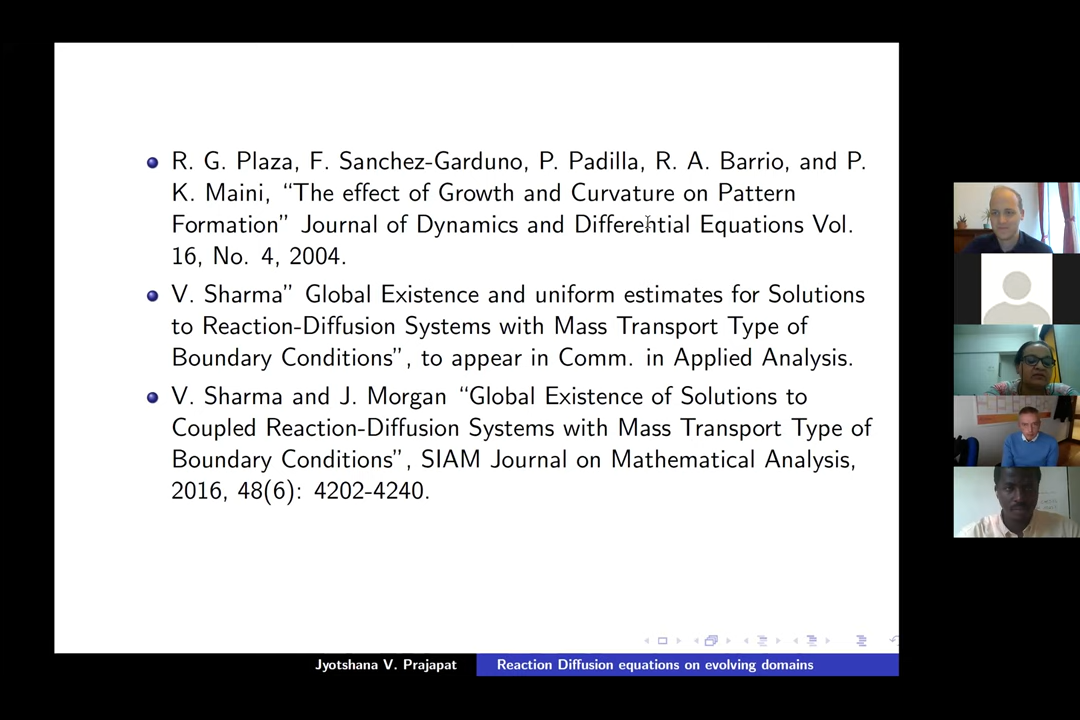 R. G. Plaza, F. Sanchez-Garduno, P. Padilla, R. A. Barrio, and P.
K. Maini, “The effect of Growth and Curvature on Pattern
Formation” Journal of Dynamics and Differential Equations Vol.
16, No. 4, 2004.
V. Sharma” Global Existence and uniform estimates for Solutions
to Reaction-Diffusion Systems with Mass Transport Type of
Boundary Conditions”, to appear in Comm. in Applied Analysis.
V. Sharma and J. Morgan “Global Existence of Solutions to
Coupled Reaction-Diffusion Systems with Mass Transport Type of
Boundary Conditions”, SIAM Journal on Mathematical Analysis,
2016, 48(6): 4202-4240.
Jyotshana V. Prajapat
Reaction Diffusion equations on evolving domains